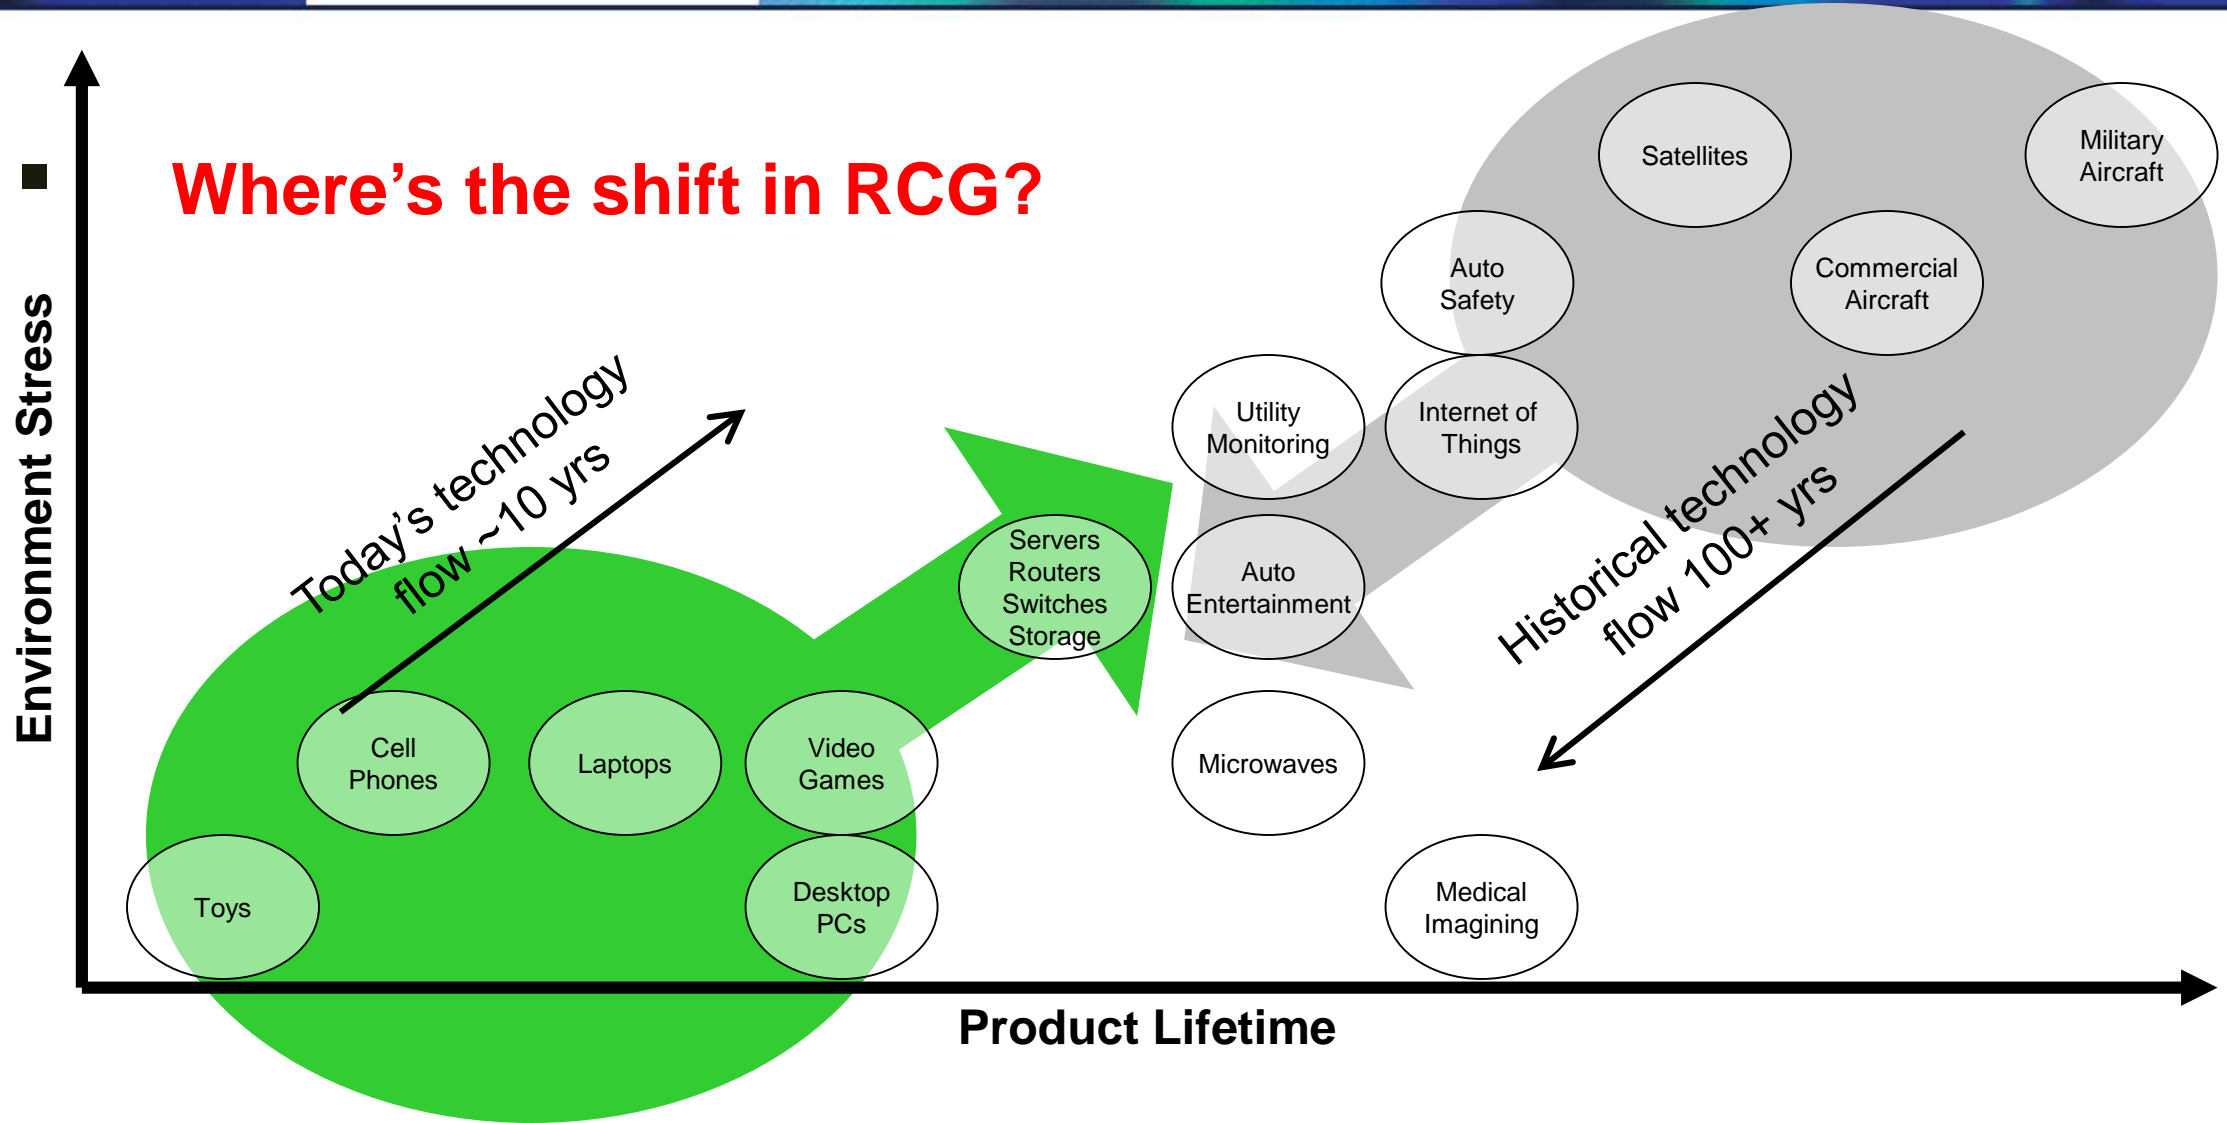 Where’s the shift in RCG?
Environment Stress
Satellites
Military
Aircraft
Auto
Safety
Commercial
Aircraft
Today’s technology
flow ~10 yrs
Utility
Monitoring
Internet of
Things
Historical technology
flow 100+ yrs
Servers
Routers
Switches
Storage
Auto
Entertainment
Cell
Phones
Laptops
Video
Games
Microwaves
Toys
Desktop
PCs
Medical
Imagining
Product Lifetime